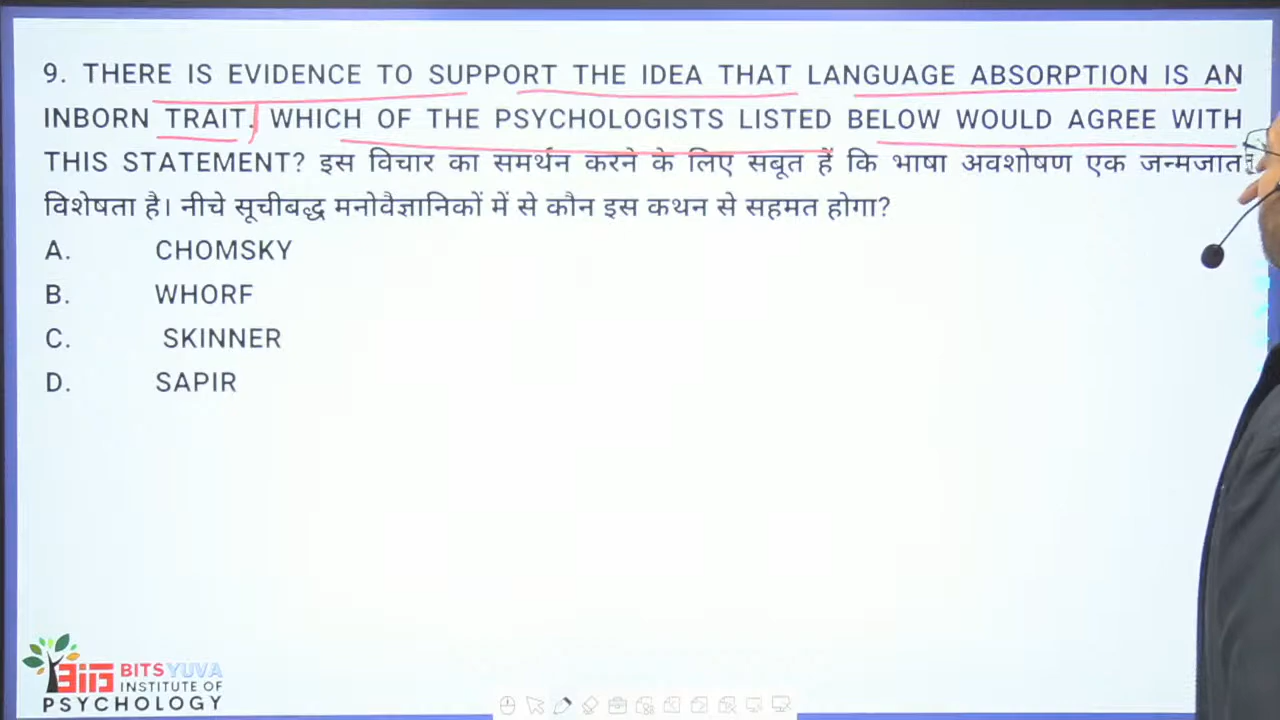 9. THERE IS EVIDENCE TO SUPPORT THE IDEA THAT LANGUAGE ABSORPTION IS AN
INBORN TRAIT. WHICH OF THE PSYCHOLOGISTS LISTED BELOW WOULD AGREE WITH
THIS STATEMENT? इस विचार का समर्थन करने के लिए सबूत हैं कि भाषा अवशोषण एक जन्मजात
विशेषता है। नीचे सूचीबद्ध मनोवैज्ञानिकों में से कौन इस कथन से सहमत होगा?
A. CHOMSKY
B. WHORF
C. SKINNER
D. SAPIR
BITS YUVA
INSTITUTE OF
PSYCHOLOGY